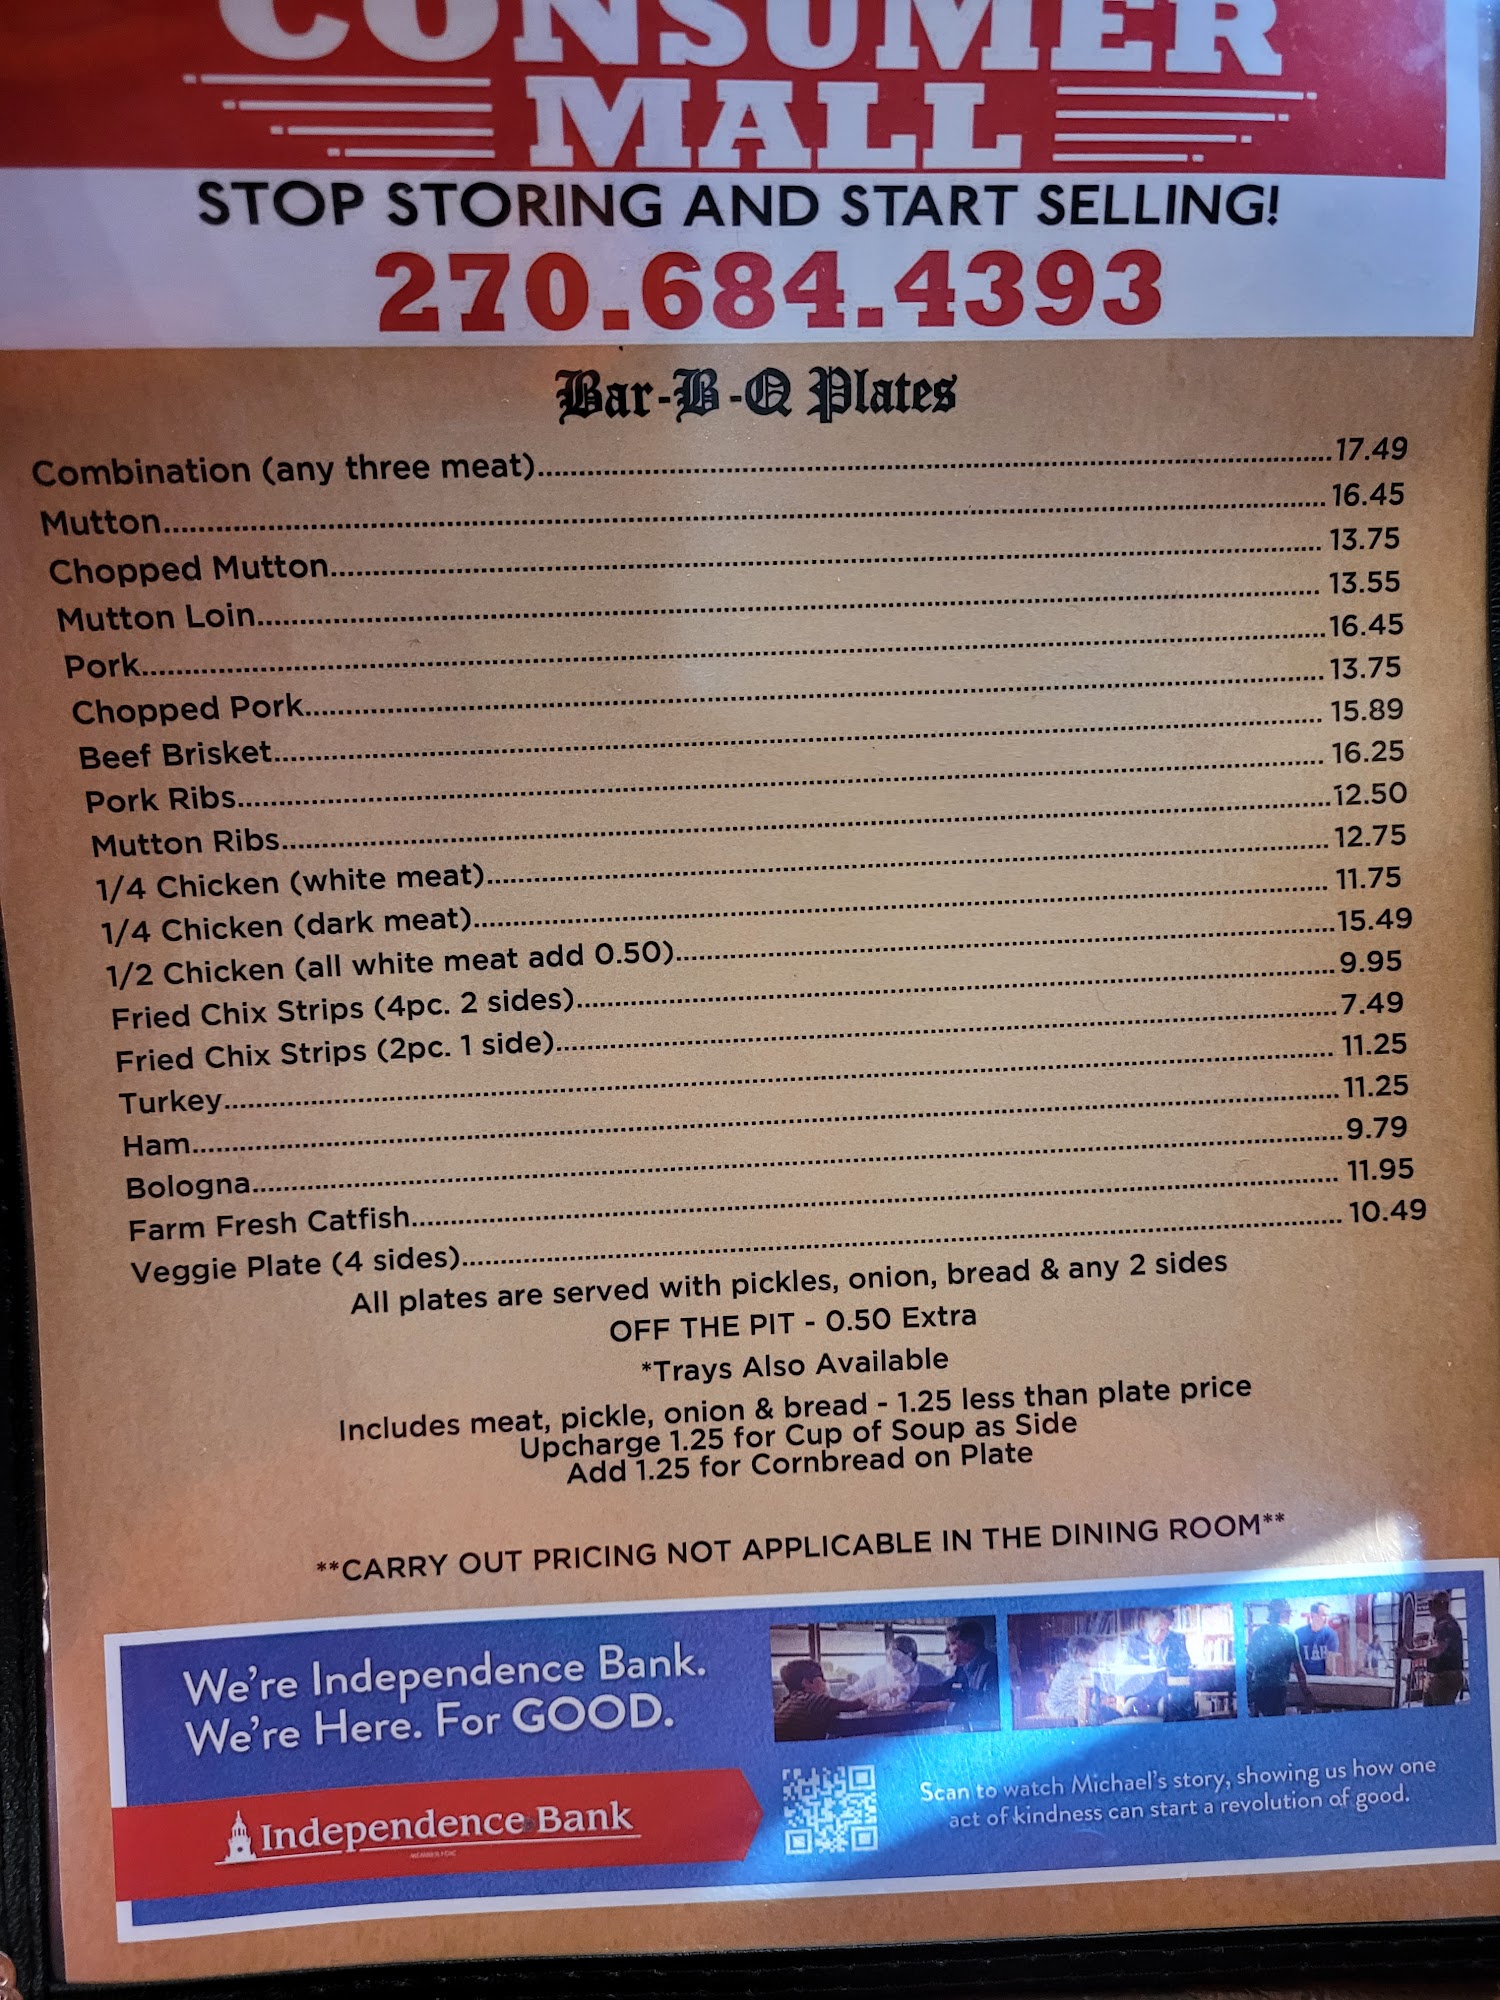 CONSUMER
MALL
STOP STORING AND START SELLING!
270.684.4393
Bar-B-Q Plates
Combination (any three meat)....................17.49
Mutton....................16.45
Chopped Mutton....................13.75
Mutton Loin....................13.55
Pork....................16.45
Chopped Pork....................13.75
Beef Brisket....................15.89
Pork Ribs....................16.25
Mutton Ribs....................12.50
1/4 Chicken (white meat)....................12.75
1/4 Chicken (dark meat)....................11.75
1/2 Chicken (all white meat add 0.50)....................15.49
Fried Chix Strips (4pc. 2 sides)....................9.95
Fried Chix Strips (2pc. 1 side)....................7.49
Turkey....................11.25
Ham....................11.25
Bologna....................9.79
Farm Fresh Catfish....................11.95
Veggie Plate (4 sides)....................10.49
All plates are served with pickles, onion, bread & any 2 sides
OFF THE PIT - 0.50 Extra
*Trays Also Available
Includes meat, pickle, onion & bread - 1.25 less than plate price
Upcharge 1.25 for Cup of Soup as Side
Add 1.25 for Cornbread on Plate
**CARRY OUT PRICING NOT APPLICABLE IN THE DINING ROOM**
We're Independence Bank.
We're Here. For GOOD.
Independence Bank
Scan to watch Michael's story, showing us how one
act of kindness can start a revolution of good.